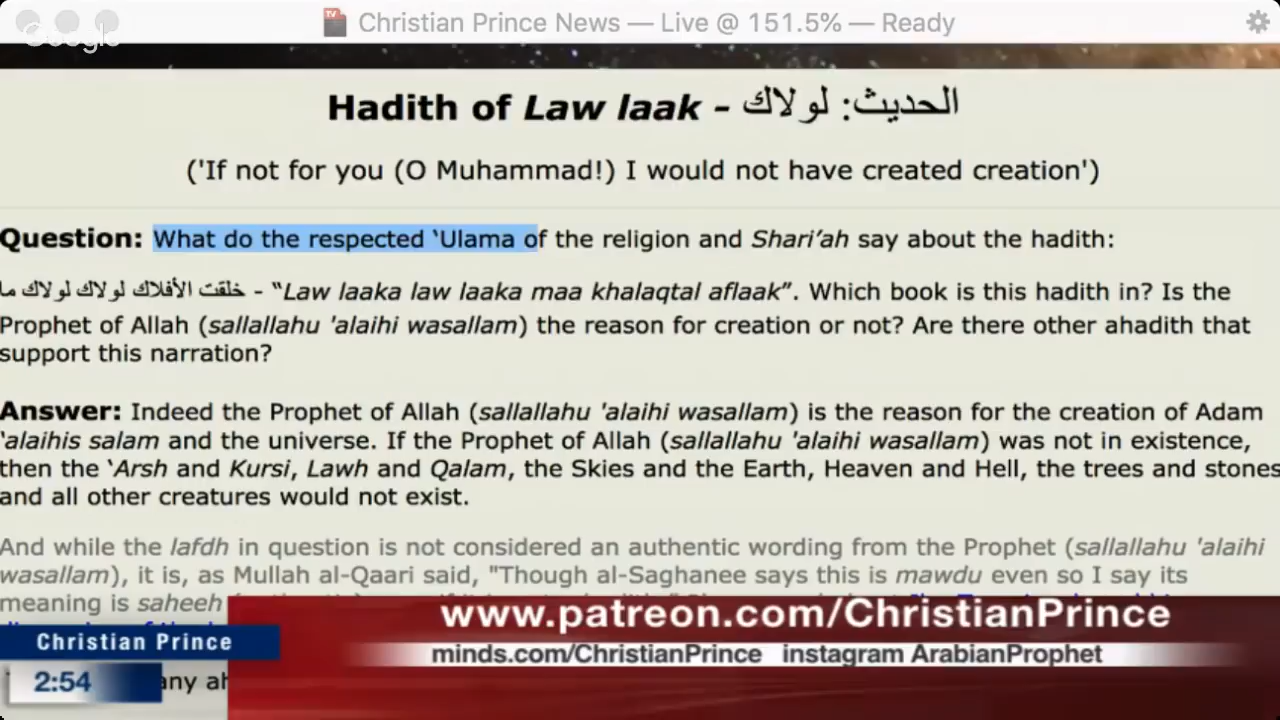 Christian Prince News — Live @ 151.5% — Ready
Google
Hadith of Law laak - الحديث: لولاك
('If not for you (O Muhammad!) I would not have created creation')
Question: What do the respected ‘Ulama of the religion and Shari’ah say about the hadith:
خلقت الأفلاك لولاك لولاك ما - “Law laaka law laaka maa khalaqtal aflaak”. Which book is this hadith in? Is the
Prophet of Allah (sallallahu 'alaihi wasallam) the reason for creation or not? Are there other ahadith that
support this narration?
Answer: Indeed the Prophet of Allah (sallallahu 'alaihi wasallam) is the reason for the creation of Adam
‘alaihis salam and the universe. If the Prophet of Allah (sallallahu 'alaihi wasallam) was not in existence,
then the ‘Arsh and Kursi, Lawh and Qalam, the Skies and the Earth, Heaven and Hell, the trees and stones
and all other creatures would not exist.
And while the lafdh in question is not considered an authentic wording from the Prophet (sallallahu 'alaihi
wasallam), it is, as Mullah al-Qaari said, "Though al-Saghanee says this is mawdu even so I say its
meaning is saheeh
www.patreon.com/ChristianPrince
Christian Prince
minds.com/ChristianPrince instagram ArabianProphet
2:54
any ah